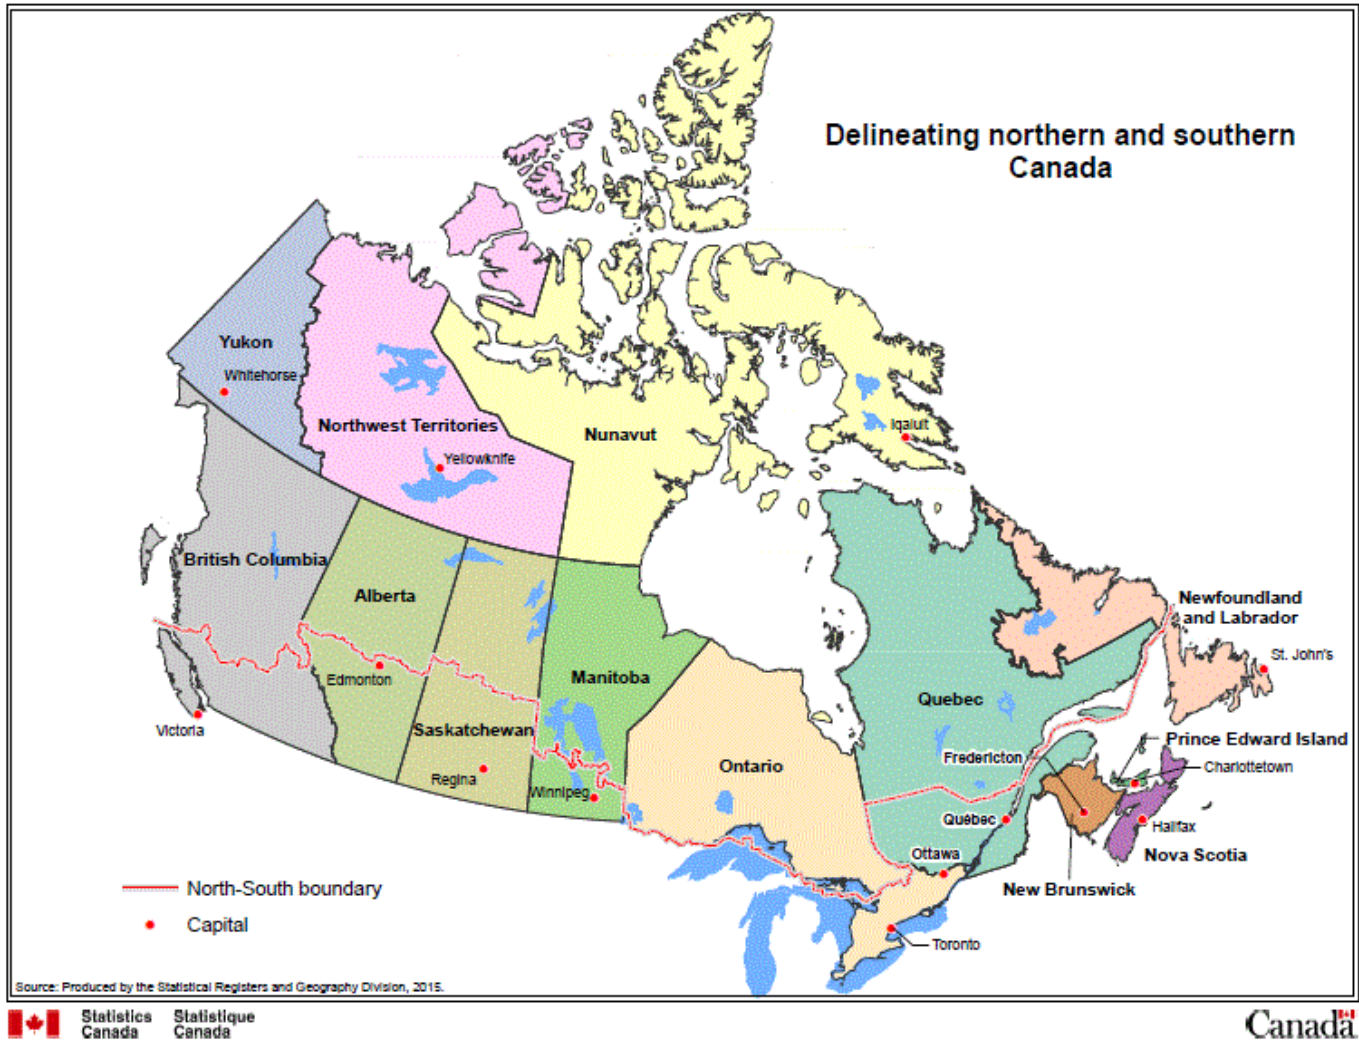 Delineating northern and southern
Canada
Yukon
Whitehorse
Northwest Territories
Yellowknife
Nunavut
Iqaluit
British Columbia
Alberta
Edmonton
Victoria
Saskatchewan
Regina
Manitoba
Winnipeg
Ontario
Quebec
Newfoundland
and Labrador
St. John's
Fredericton
Prince Edward Island
Charlottetown
Québec
Halifax
Ottawa
Nova Scotia
New Brunswick
Toronto
North-South boundary
Capital
Source: Produced by the Statistical Registers and Geography Division, 2015.
Statistics Statistique
Canada Canada
Canada